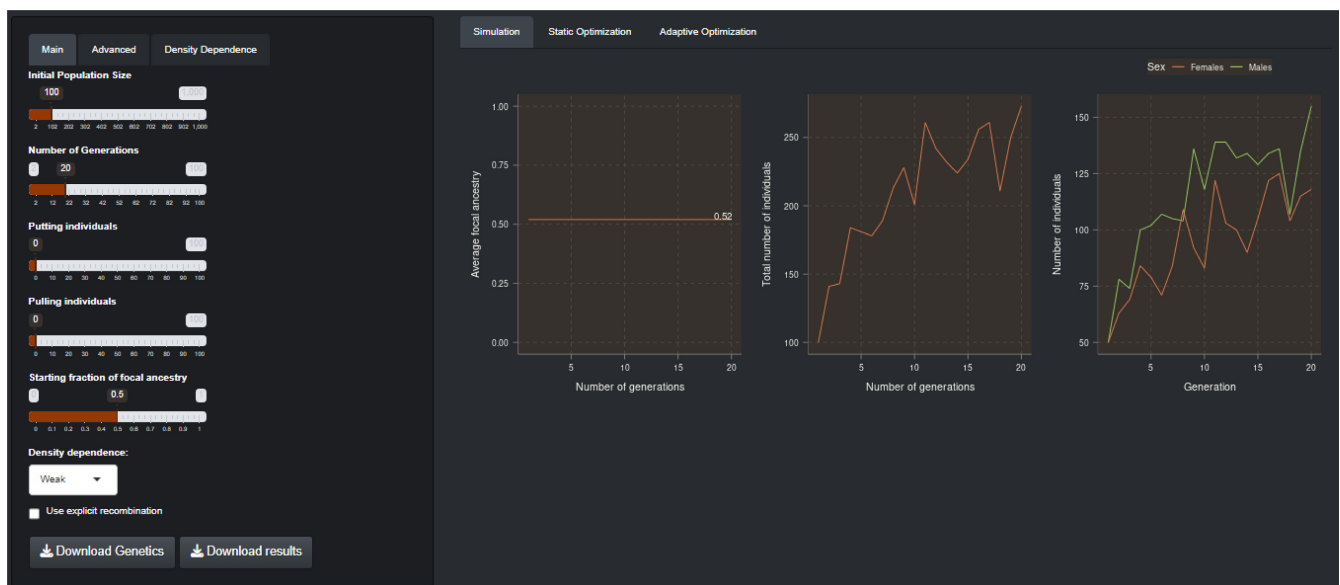 Main Advanced Density Dependence
Initial Population Size
100 1,000
2 102 202 302 402 502 602 702 802 902 1,000
Number of Generations
20 100
2 12 22 32 42 52 62 72 82 92 100
Putting individuals
0 100
0 10 20 30 40 50 60 70 80 90 100
Pulling individuals
0 100
0 10 20 30 40 50 60 70 80 90 100
Starting fraction of focal ancestry
0.5
0 0.1 0.2 0.3 0.4 0.5 0.6 0.7 0.8 0.9 1
Density dependence:
Weak
Use explicit recombination
Download Genetics Download results
Simulation Static Optimization Adaptive Optimization
Average focal ancestry
1.00
0.75
0.50
0.25
0.00
0.52
5 10 15 20
Number of generations
Total number of individuals
250
200
150
100
5 10 15 20
Number of generations
Sex Females Males
Number of individuals
150
125
100
75
50
5 10 15 20
Generation